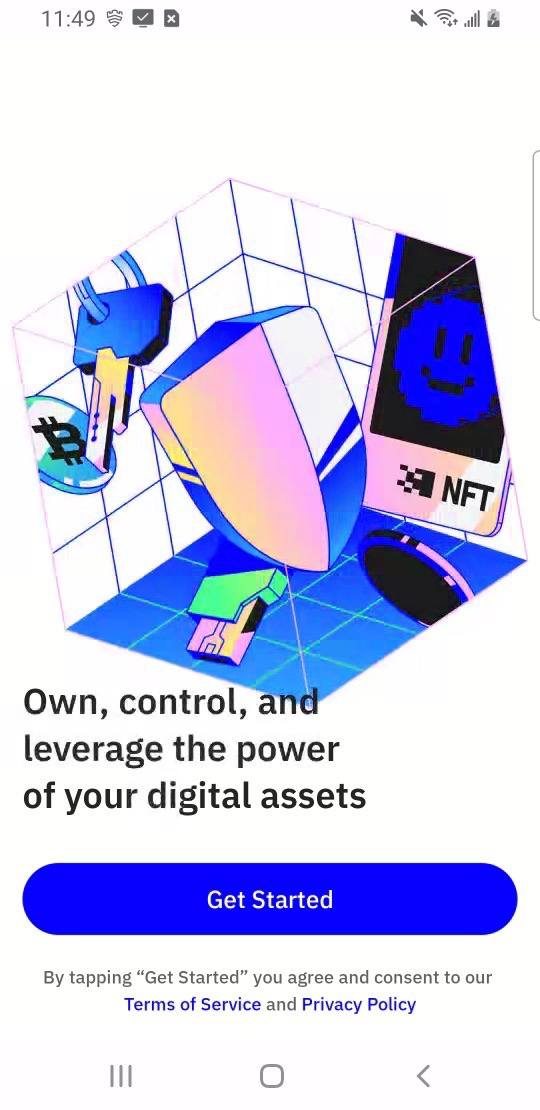 11:49
NFT
Own, control, and
leverage the power
of your digital assets
Get Started
By tapping “Get Started” you agree and consent to our
Terms of Service and Privacy Policy